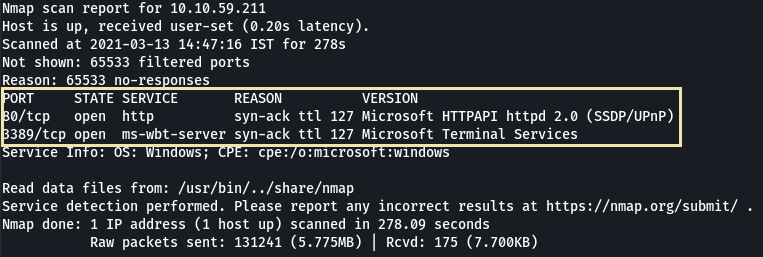 Nmap scan report for 10.10.59.211
Host is up, received user-set (0.20s latency).
Scanned at 2021-03-13 14:47:16 IST for 278s
Not shown: 65533 filtered ports
Reason: 65533 no-responses
PORT     STATE SERVICE       REASON          VERSION
80/tcp   open  http          syn-ack ttl 127 Microsoft HTTPAPI httpd 2.0 (SSDP/UPnP)
3389/tcp open  ms-wbt-server syn-ack ttl 127 Microsoft Terminal Services
Service Info: OS: Windows; CPE: cpe:/o:microsoft:windows
Read data files from: /usr/bin/../share/nmap
Service detection performed. Please report any incorrect results at https://nmap.org/submit/ .
Nmap done: 1 IP address (1 host up) scanned in 278.09 seconds
           Raw packets sent: 131241 (5.775MB) | Rcvd: 175 (7.700KB)